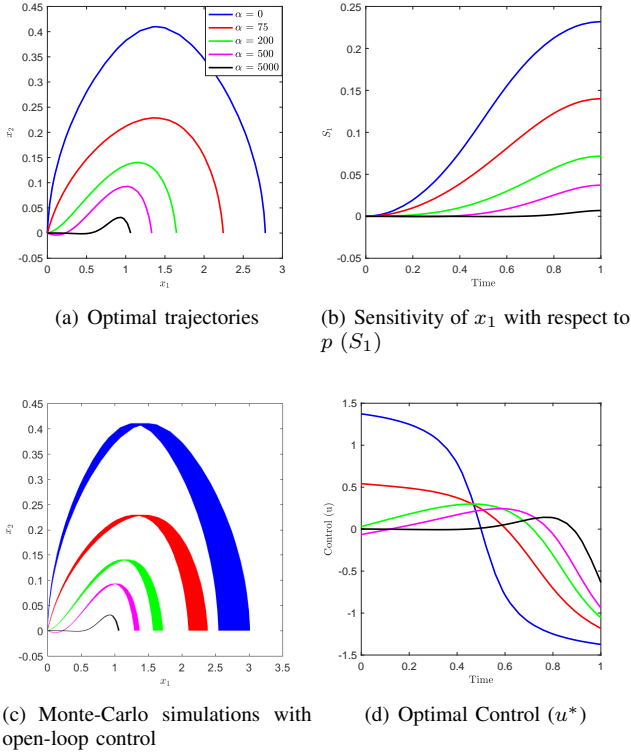 0.45
0.4
0.35
0.3
0.25
0.2
0.15
0.1
0.05
0
-0.05
x₂
0 0.5 1 1.5 2 2.5 3
x₁
α = 0
α = 75
α = 200
α = 500
α = 5000
(a) Optimal trajectories
0.25
0.2
0.15
0.1
0.05
0
-0.05
S₁
0 0.2 0.4 0.6 0.8 1
Time
(b) Sensitivity of x₁ with respect to
p (S₁)
0.45
0.4
0.35
0.3
0.25
0.2
0.15
0.1
0.05
0
-0.05
x₂
0 0.5 1 1.5 2 2.5 3 3.5
x₁
(c) Monte-Carlo simulations with
open-loop control
1.5
1
0.5
0
-0.5
-1
-1.5
Control (u)
0 0.2 0.4 0.6 0.8 1
Time
(d) Optimal Control (u*)